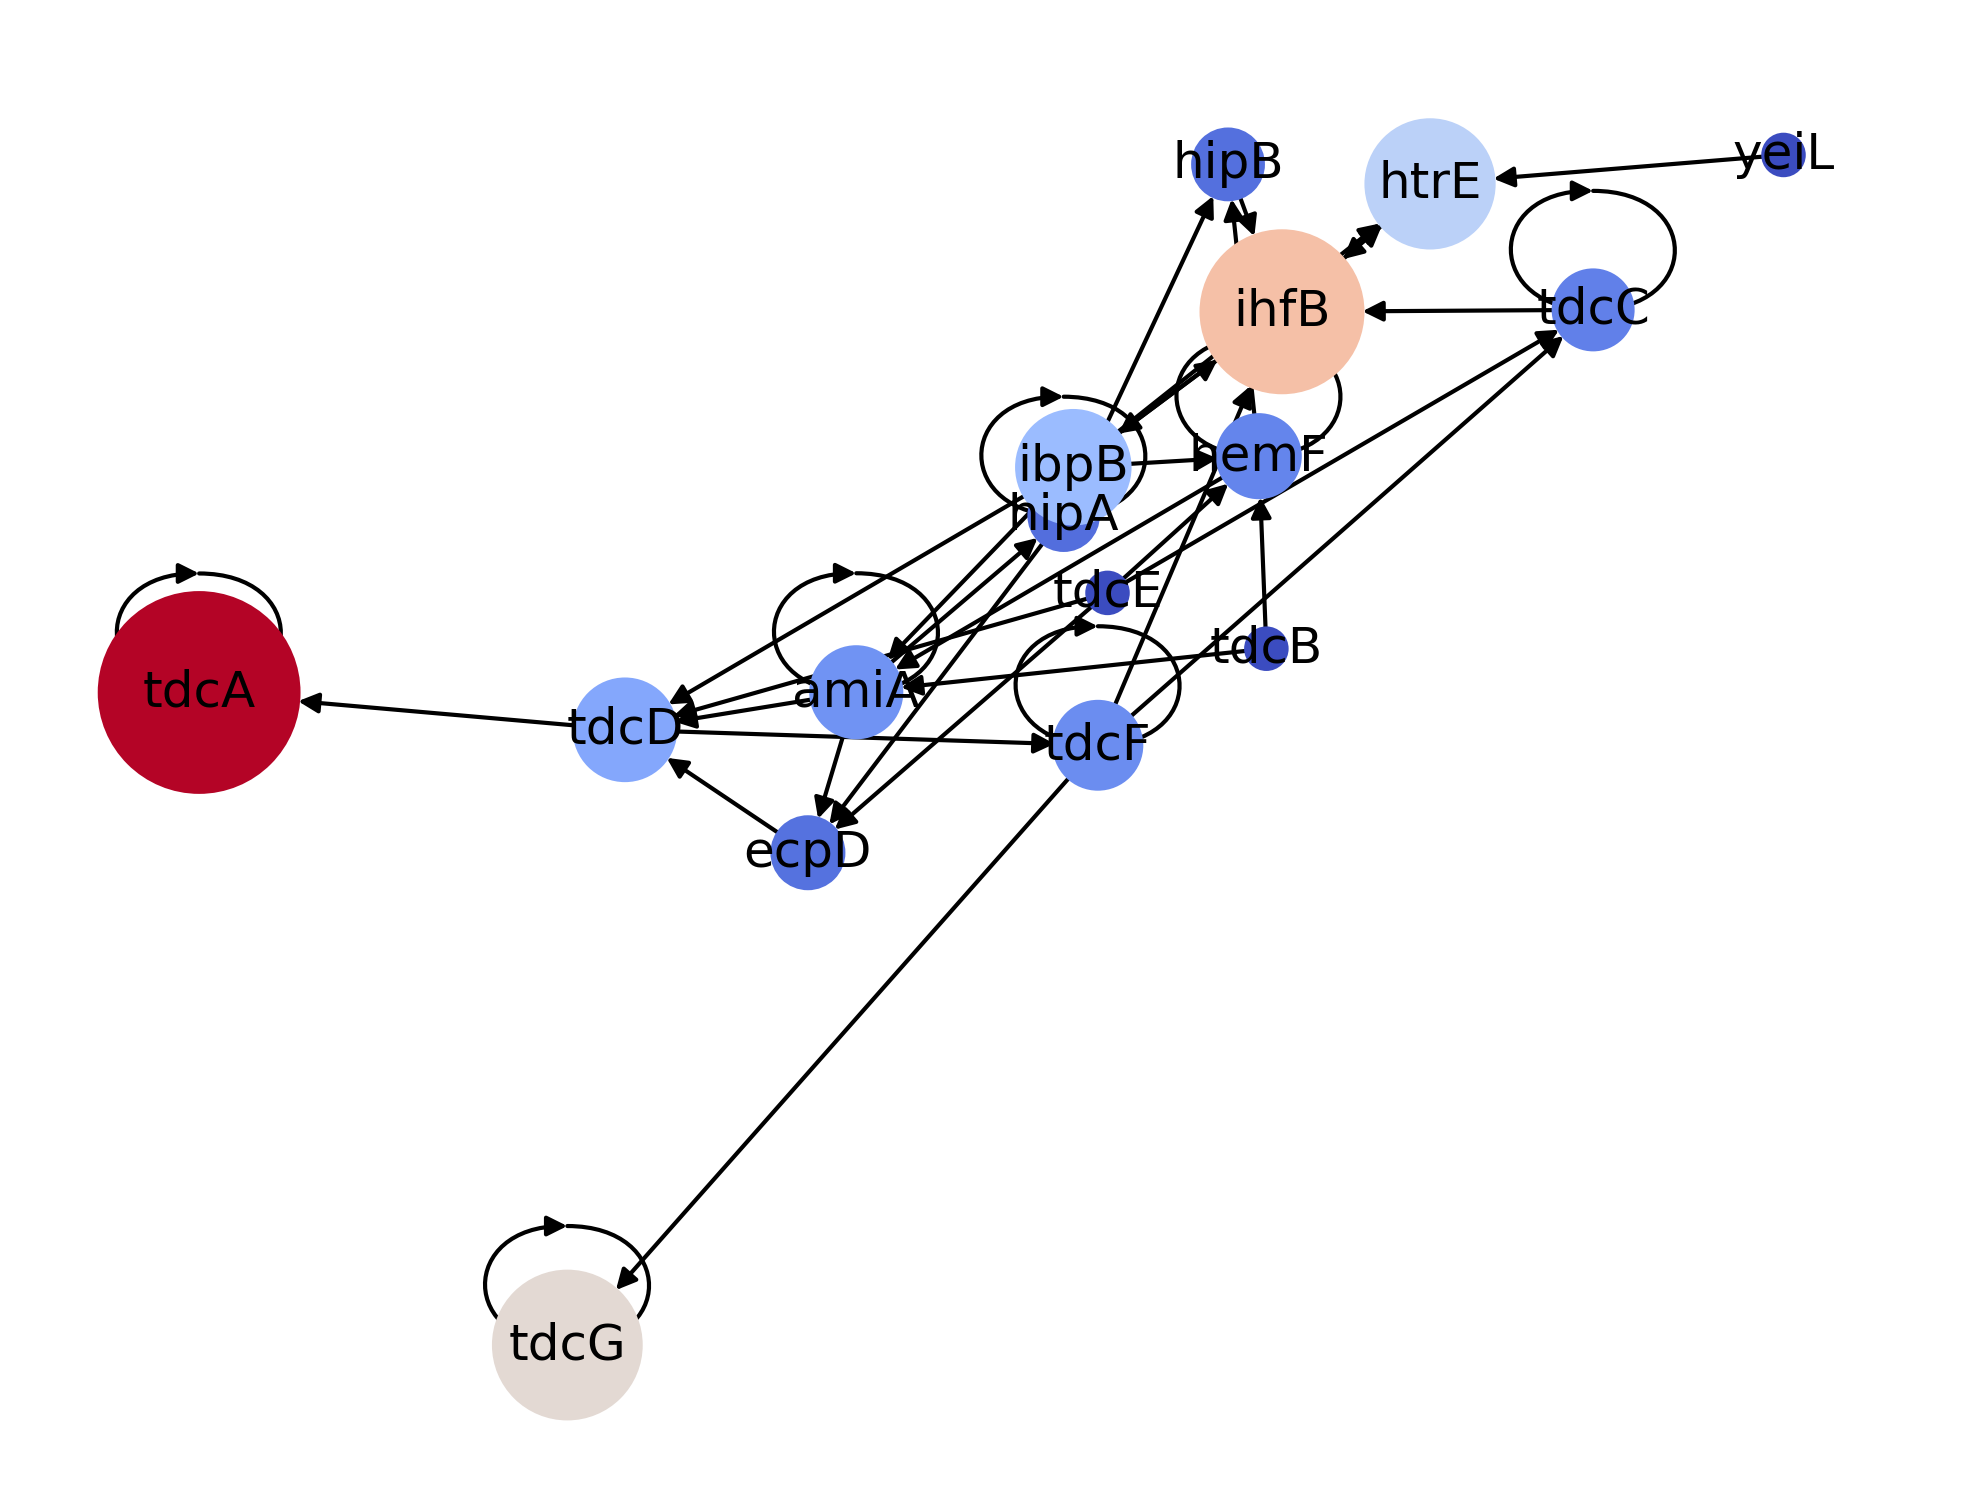 hipB
htrE
yeiL
ihfB
tdcC
ibpB
hemF
hipA
tdcE
tdcB
tdcA
amiA
tdcD
tdcF
ecpD
tdcG